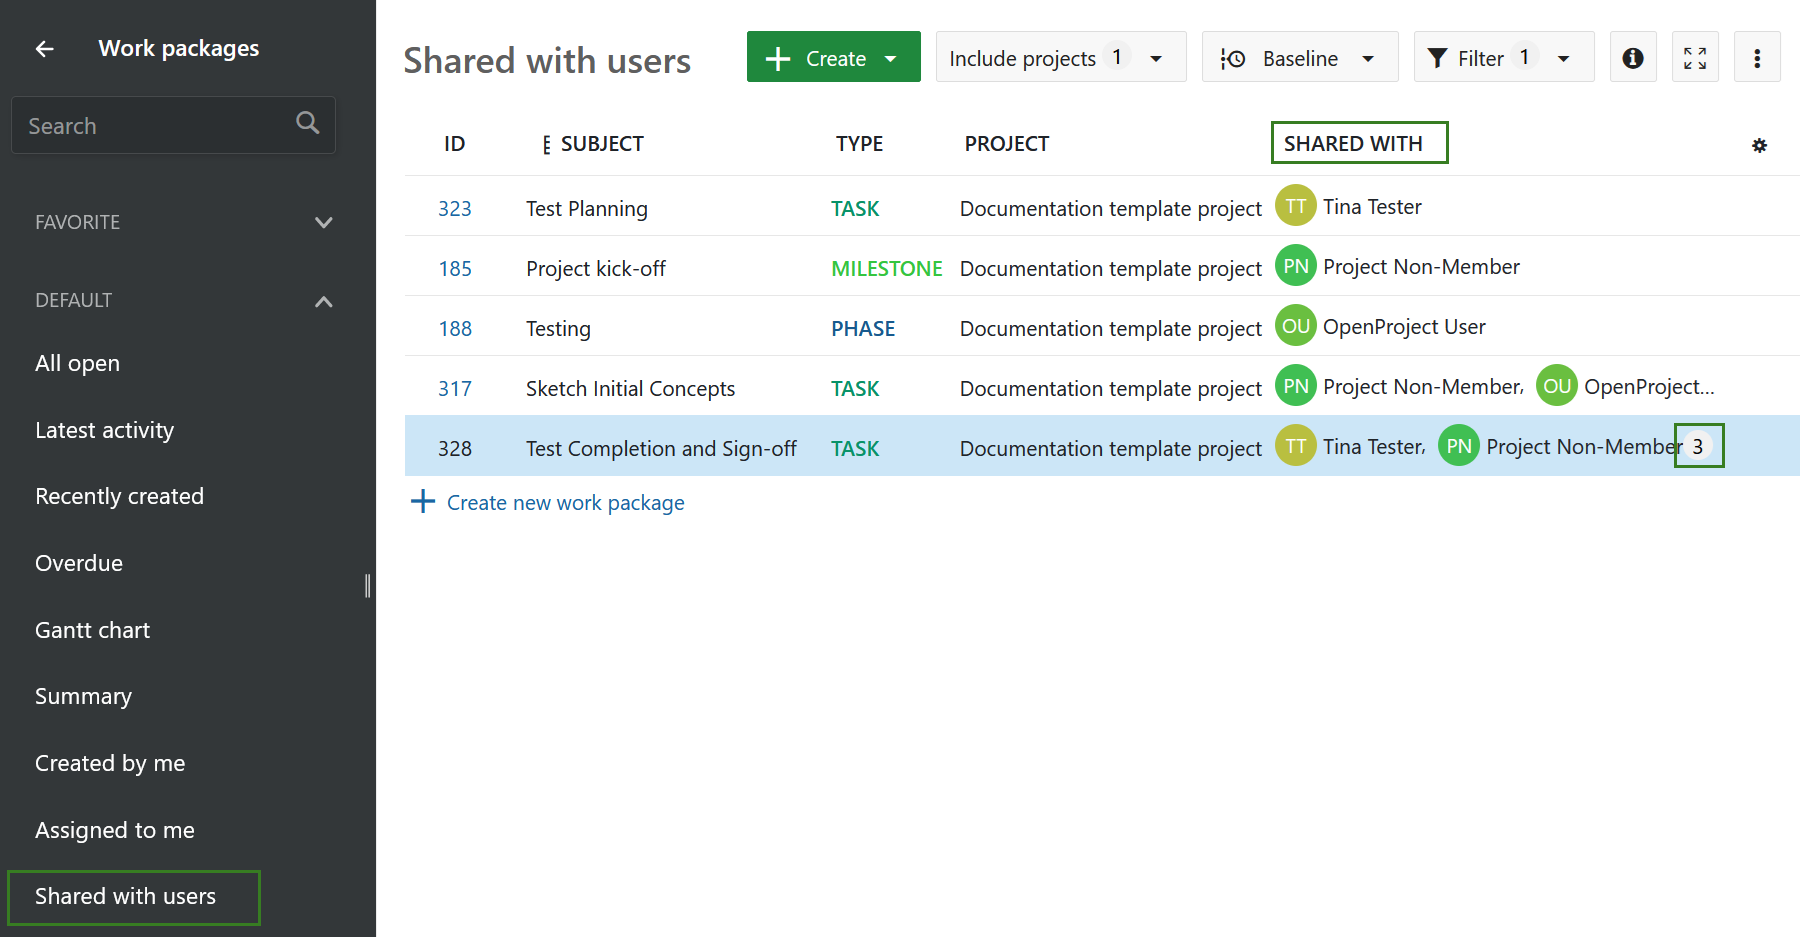 Work packages
Search
FAVORITE
DEFAULT
All open
Latest activity
Recently created
Overdue
Gantt chart
Summary
Created by me
Assigned to me
Shared with users
Shared with users
Create
Include projects 1
Baseline
Filter 1
ID SUBJECT TYPE PROJECT SHARED WITH
323 Test Planning TASK Documentation template project TT Tina Tester
185 Project kick-off MILESTONE Documentation template project PN Project Non-Member
188 Testing PHASE Documentation template project OU OpenProject User
317 Sketch Initial Concepts TASK Documentation template project PN Project Non-Member, OU OpenProject...
328 Test Completion and Sign-off TASK Documentation template project TT Tina Tester, PN Project Non-Member 3
Create new work package